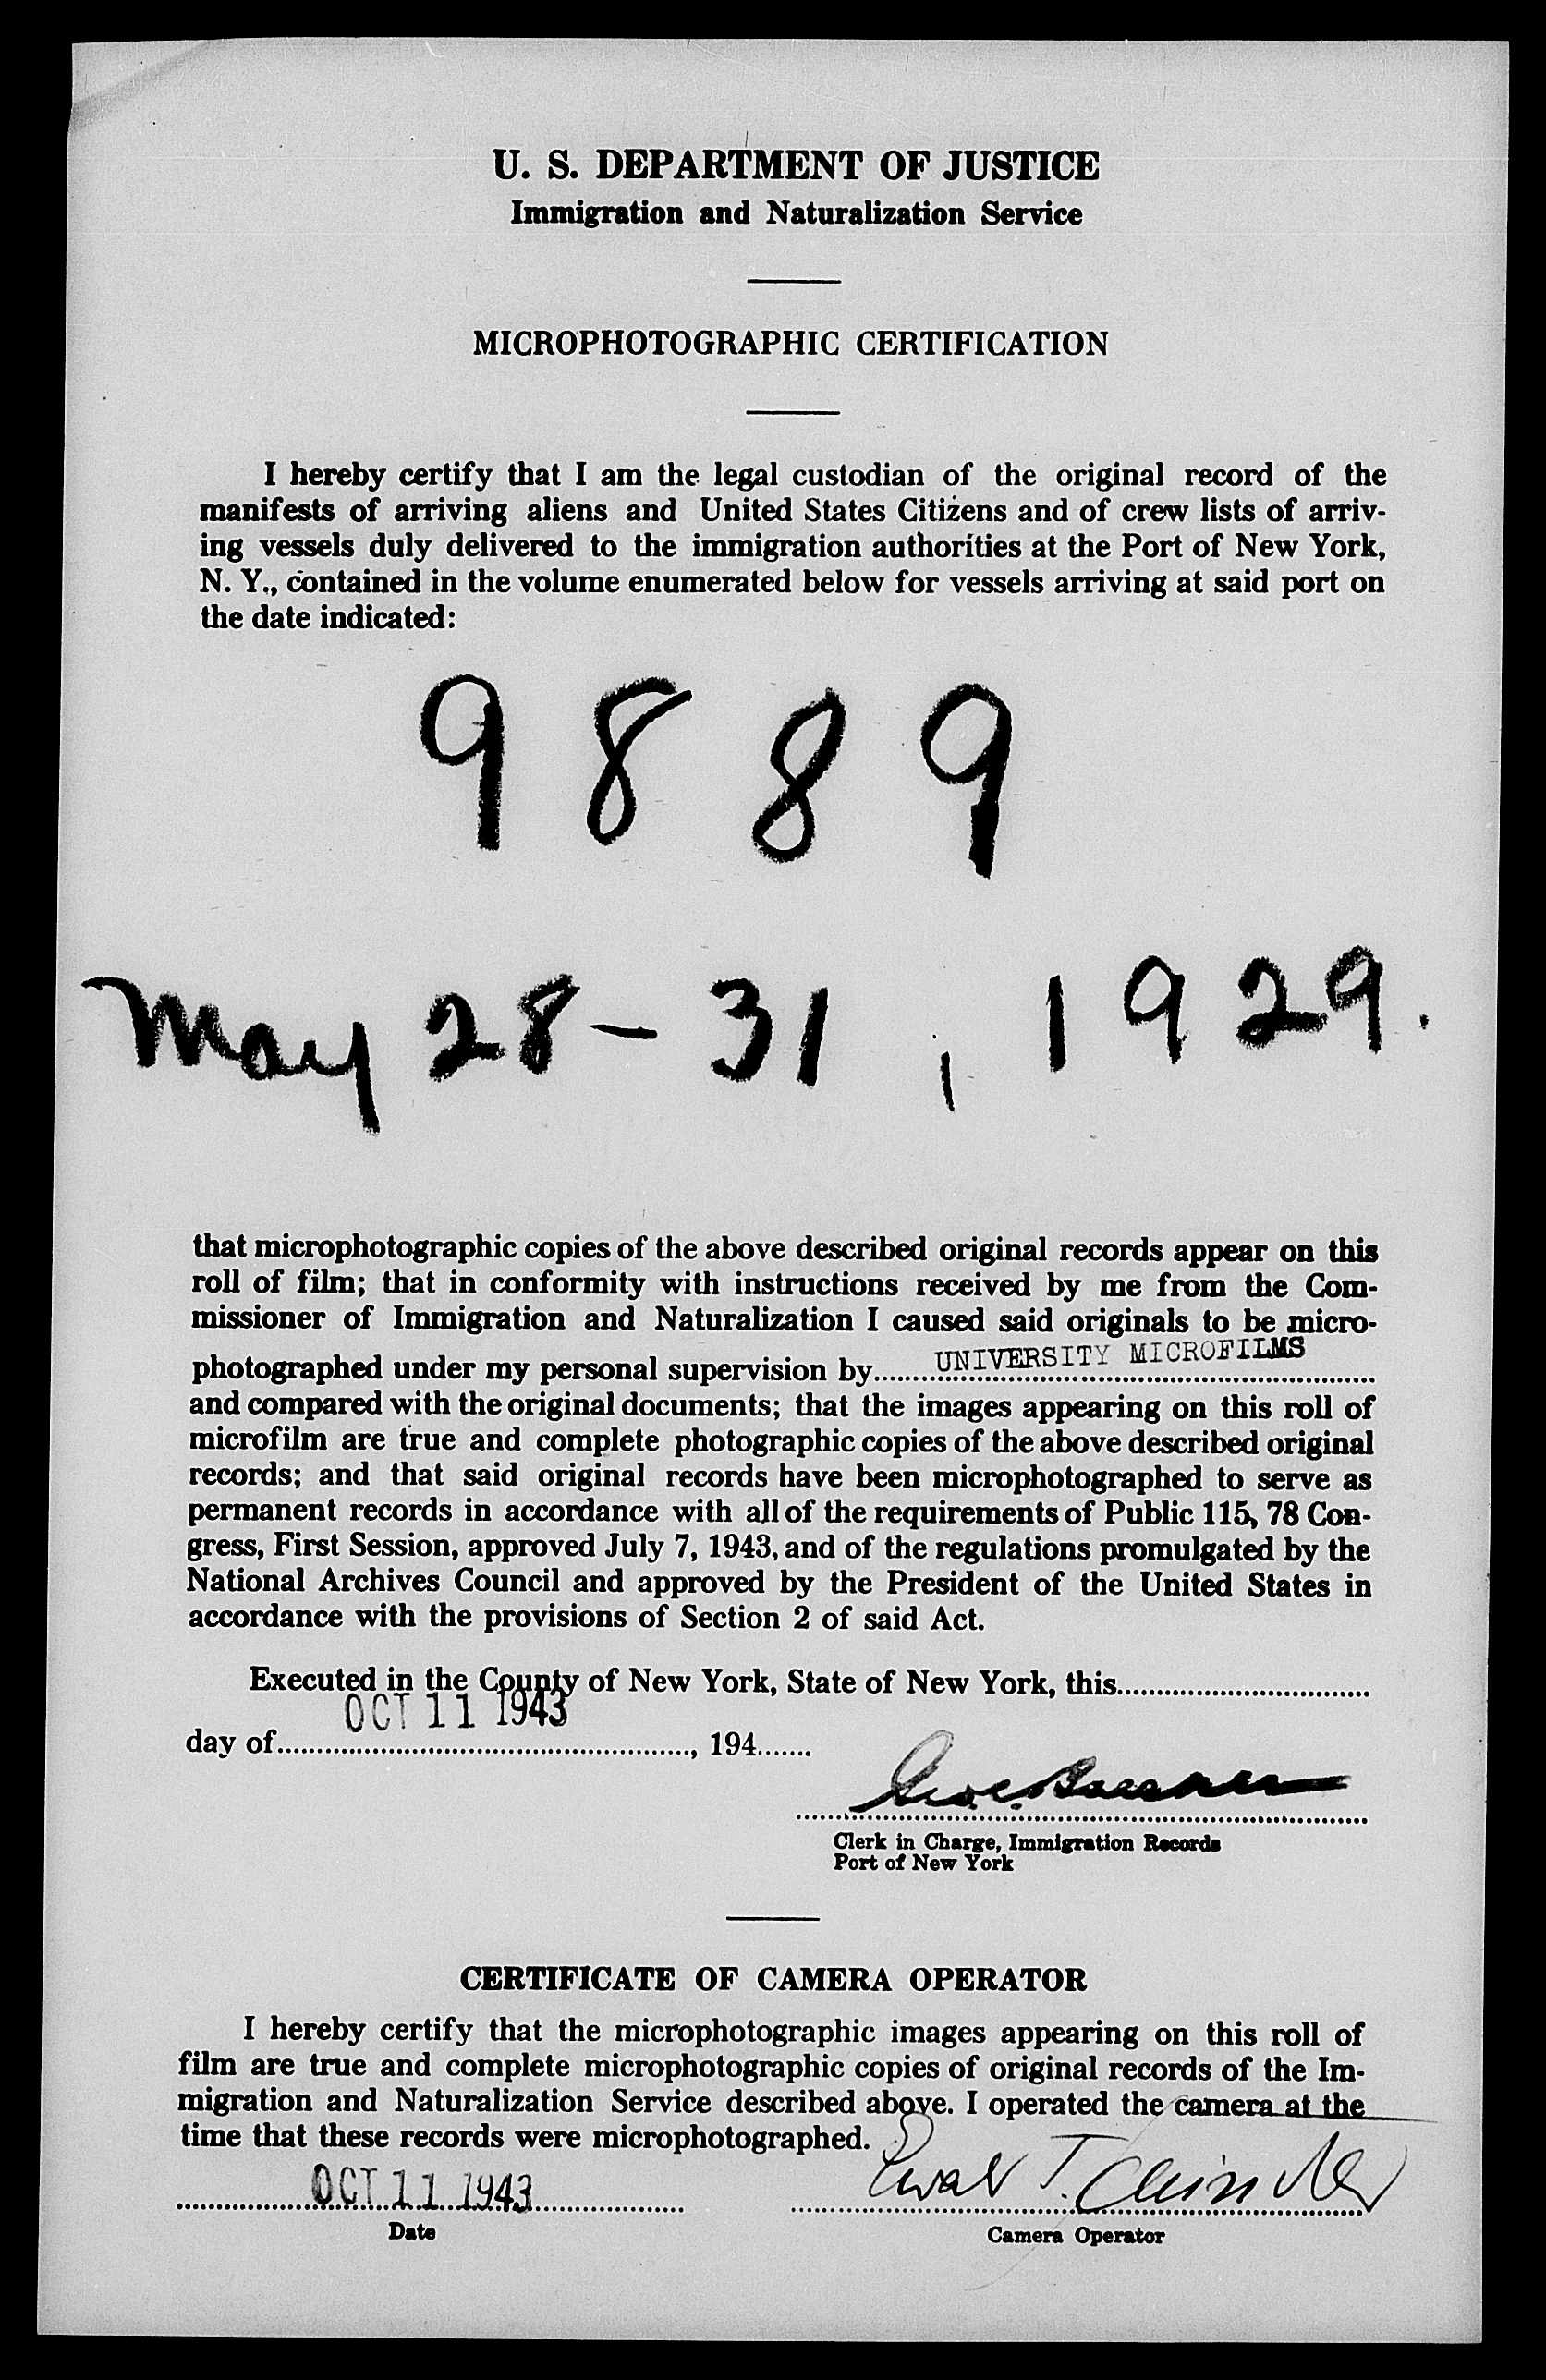 U. S. DEPARTMENT OF JUSTICE
Immigration and Naturalization Service
MICROPHOTOGRAPHIC CERTIFICATION
I hereby certify that I am the legal custodian of the original record of the
manifests of arriving aliens and United States Citizens and of crew lists of arriv-
ing vessels duly delivered to the immigration authorities at the Port of New York,
N. Y., contained in the volume enumerated below for vessels arriving at said port on
the date indicated:
9889
May 28-31, 1929.
that microphotographic copies of the above described original records appear on this
roll of film; that in conformity with instructions received by me from the Com-
missioner of Immigration and Naturalization I caused said originals to be micro-
photographed under my personal supervision by UNIVERSITY MICROFILMS
and compared with the original documents; that the images appearing on this roll of
microfilm are true and complete photographic copies of the above described original
records; and that said original records have been microphotographed to serve as
permanent records in accordance with all of the requirements of Public 115, 78 Con-
gress, First Session, approved July 7, 1943, and of the regulations promulgated by the
National Archives Council and approved by the President of the United States in
accordance with the provisions of Section 2 of said Act.
Executed in the County of New York, State of New York, this
OCT 11 1943
day of, 194
Clerk in Charge, Immigration Records
Port of New York
CERTIFICATE OF CAMERA OPERATOR
I hereby certify that the microphotographic images appearing on this roll of
film are true and complete microphotographic copies of original records of the Im-
migration and Naturalization Service described above. I operated the camera at the
time that these records were microphotographed.
OCT 11 1943
Date
Camera Operator